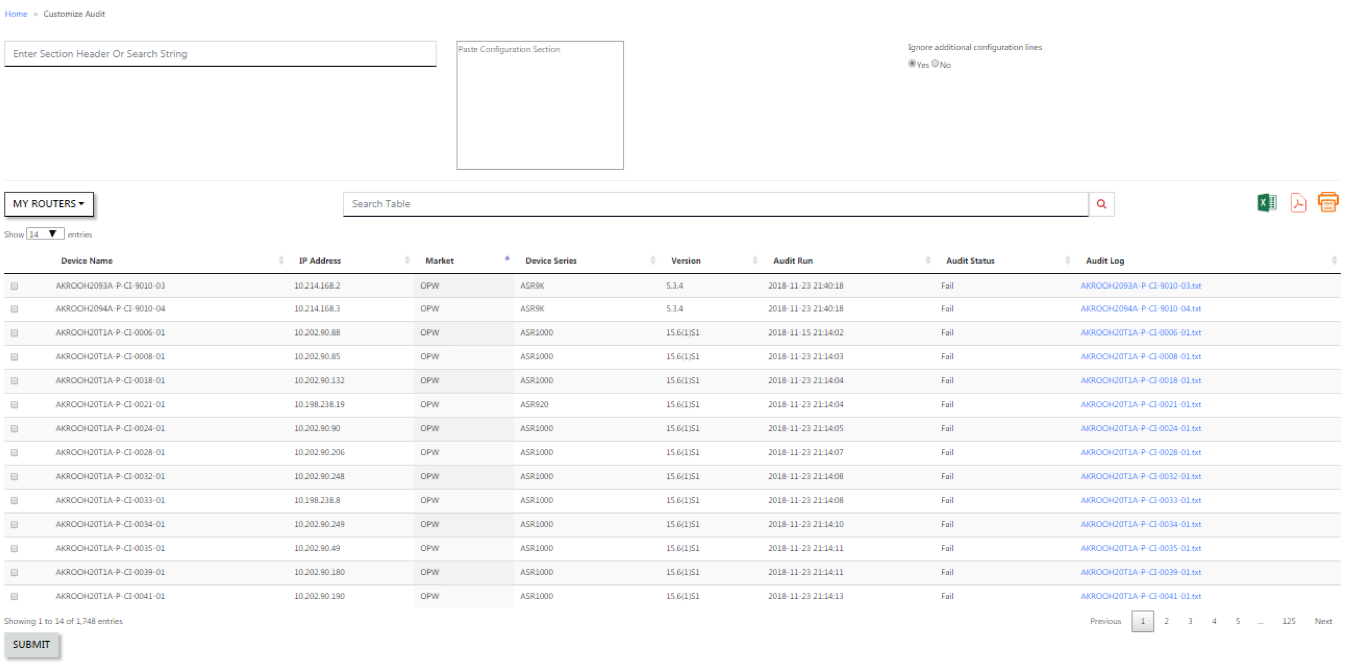 Home > Customize Audit
Enter Section Header Or Search String
Paste Configuration Section
Ignore additional configuration lines
Yes No
MY ROUTERS
Search Table
Show 14 entries
Device Name IP Address Market Device Series Version Audit Run Audit Status Audit Log
AKROOH2093A-P-CI-9010-03 10.214.168.2 OPW ASR9K 5.3.4 2018-11-23 21:40:18 Fail AKROOH2093A-P-CI-9010-03.txt
AKROOH2094A-P-CI-9010-04 10.214.168.3 OPW ASR9K 5.3.4 2018-11-23 21:40:18 Fail AKROOH2094A-P-CI-9010-04.txt
AKROOH20T1A-P-CI-0006-01 10.202.90.88 OPW ASR1000 15.6(1)S1 2018-11-15 21:14:02 Fail AKROOH20T1A-P-CI-0006-01.txt
AKROOH20T1A-P-CI-0008-01 10.202.90.85 OPW ASR1000 15.6(1)S1 2018-11-23 21:14:03 Fail AKROOH20T1A-P-CI-0008-01.txt
AKROOH20T1A-P-CI-0018-01 10.202.90.132 OPW ASR1000 15.6(1)S1 2018-11-23 21:14:04 Fail AKROOH20T1A-P-CI-0018-01.txt
AKROOH20T1A-P-CI-0021-01 10.198.238.19 OPW ASR920 15.6(1)S1 2018-11-23 21:14:04 Fail AKROOH20T1A-P-CI-0021-01.txt
AKROOH20T1A-P-CI-0024-01 10.202.90.90 OPW ASR1000 15.6(1)S1 2018-11-23 21:14:05 Fail AKROOH20T1A-P-CI-0024-01.txt
AKROOH20T1A-P-CI-0028-01 10.202.90.206 OPW ASR1000 15.6(1)S1 2018-11-23 21:14:07 Fail AKROOH20T1A-P-CI-0028-01.txt
AKROOH20T1A-P-CI-0032-01 10.202.90.248 OPW ASR1000 15.6(1)S1 2018-11-23 21:14:08 Fail AKROOH20T1A-P-CI-0032-01.txt
AKROOH20T1A-P-CI-0033-01 10.198.238.8 OPW ASR1000 15.6(1)S1 2018-11-23 21:14:08 Fail AKROOH20T1A-P-CI-0033-01.txt
AKROOH20T1A-P-CI-0034-01 10.202.90.249 OPW ASR1000 15.6(1)S1 2018-11-23 21:14:10 Fail AKROOH20T1A-P-CI-0034-01.txt
AKROOH20T1A-P-CI-0035-01 10.202.90.49 OPW ASR1000 15.6(1)S1 2018-11-23 21:14:11 Fail AKROOH20T1A-P-CI-0035-01.txt
AKROOH20T1A-P-CI-0039-01 10.202.90.180 OPW ASR1000 15.6(1)S1 2018-11-23 21:14:11 Fail AKROOH20T1A-P-CI-0039-01.txt
AKROOH20T1A-P-CI-0041-01 10.202.90.190 OPW ASR1000 15.6(1)S1 2018-11-23 21:14:13 Fail AKROOH20T1A-P-CI-0041-01.txt
Showing 1 to 14 of 1,748 entries
Previous 1 2 3 4 5 ... 125 Next
SUBMIT